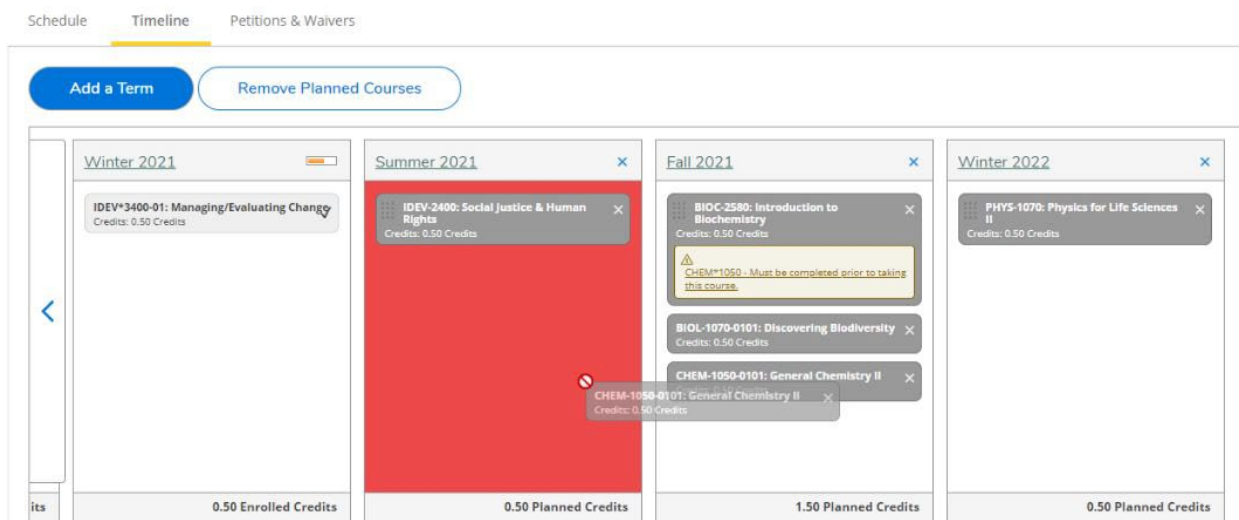 Schedule Timeline Petitions & Waivers
Add a Term Remove Planned Courses
Winter 2021
IDEV*3400-01: Managing/Evaluating Change
Credits: 0.50 Credits
0.50 Enrolled Credits
Summer 2021
IDEV-2400: Social Justice & Human
Rights
Credits: 0.50 Credits
CHEM-1050-0101: General Chemistry II
Credits: 0.50 Credits
0.50 Planned Credits
Fall 2021
BIOC-2580: Introduction to
Biochemistry
Credits: 0.50 Credits
CHEM*1050 - Must be completed prior to taking
this course.
BIOL-1070-0101: Discovering Biodiversity
Credits: 0.50 Credits
CHEM-1050-0101: General Chemistry II
1.50 Planned Credits
Winter 2022
PHYS-1070: Physics for Life Sciences
II
Credits: 0.50 Credits
0.50 Planned Credits
its